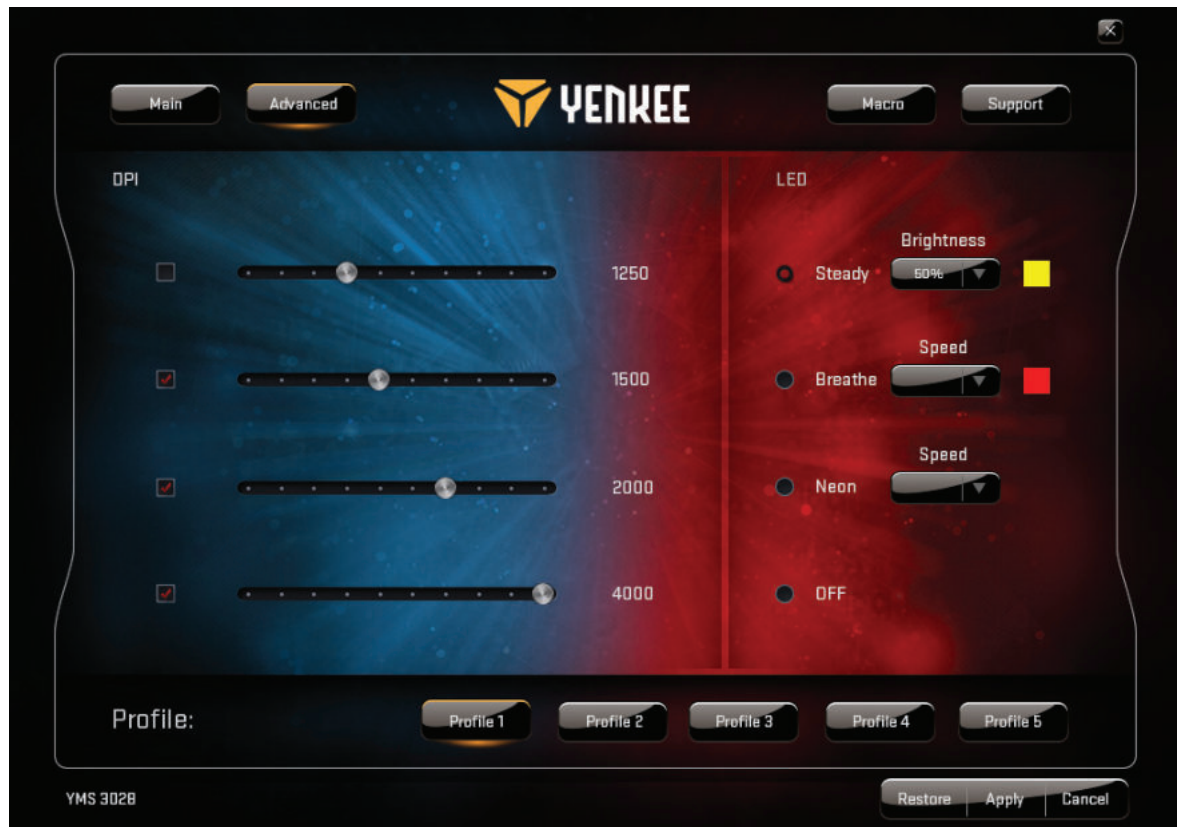 Main Advanced YENKEE Macro Support
DPI LED
Brightness
1250 Steady 50%
Speed
1500 Breathe
Speed
2000 Neon
4000 OFF
Profile: Profile 1 Profile 2 Profile 3 Profile 4 Profile 5
YMS 3028 Restore Apply Cancel